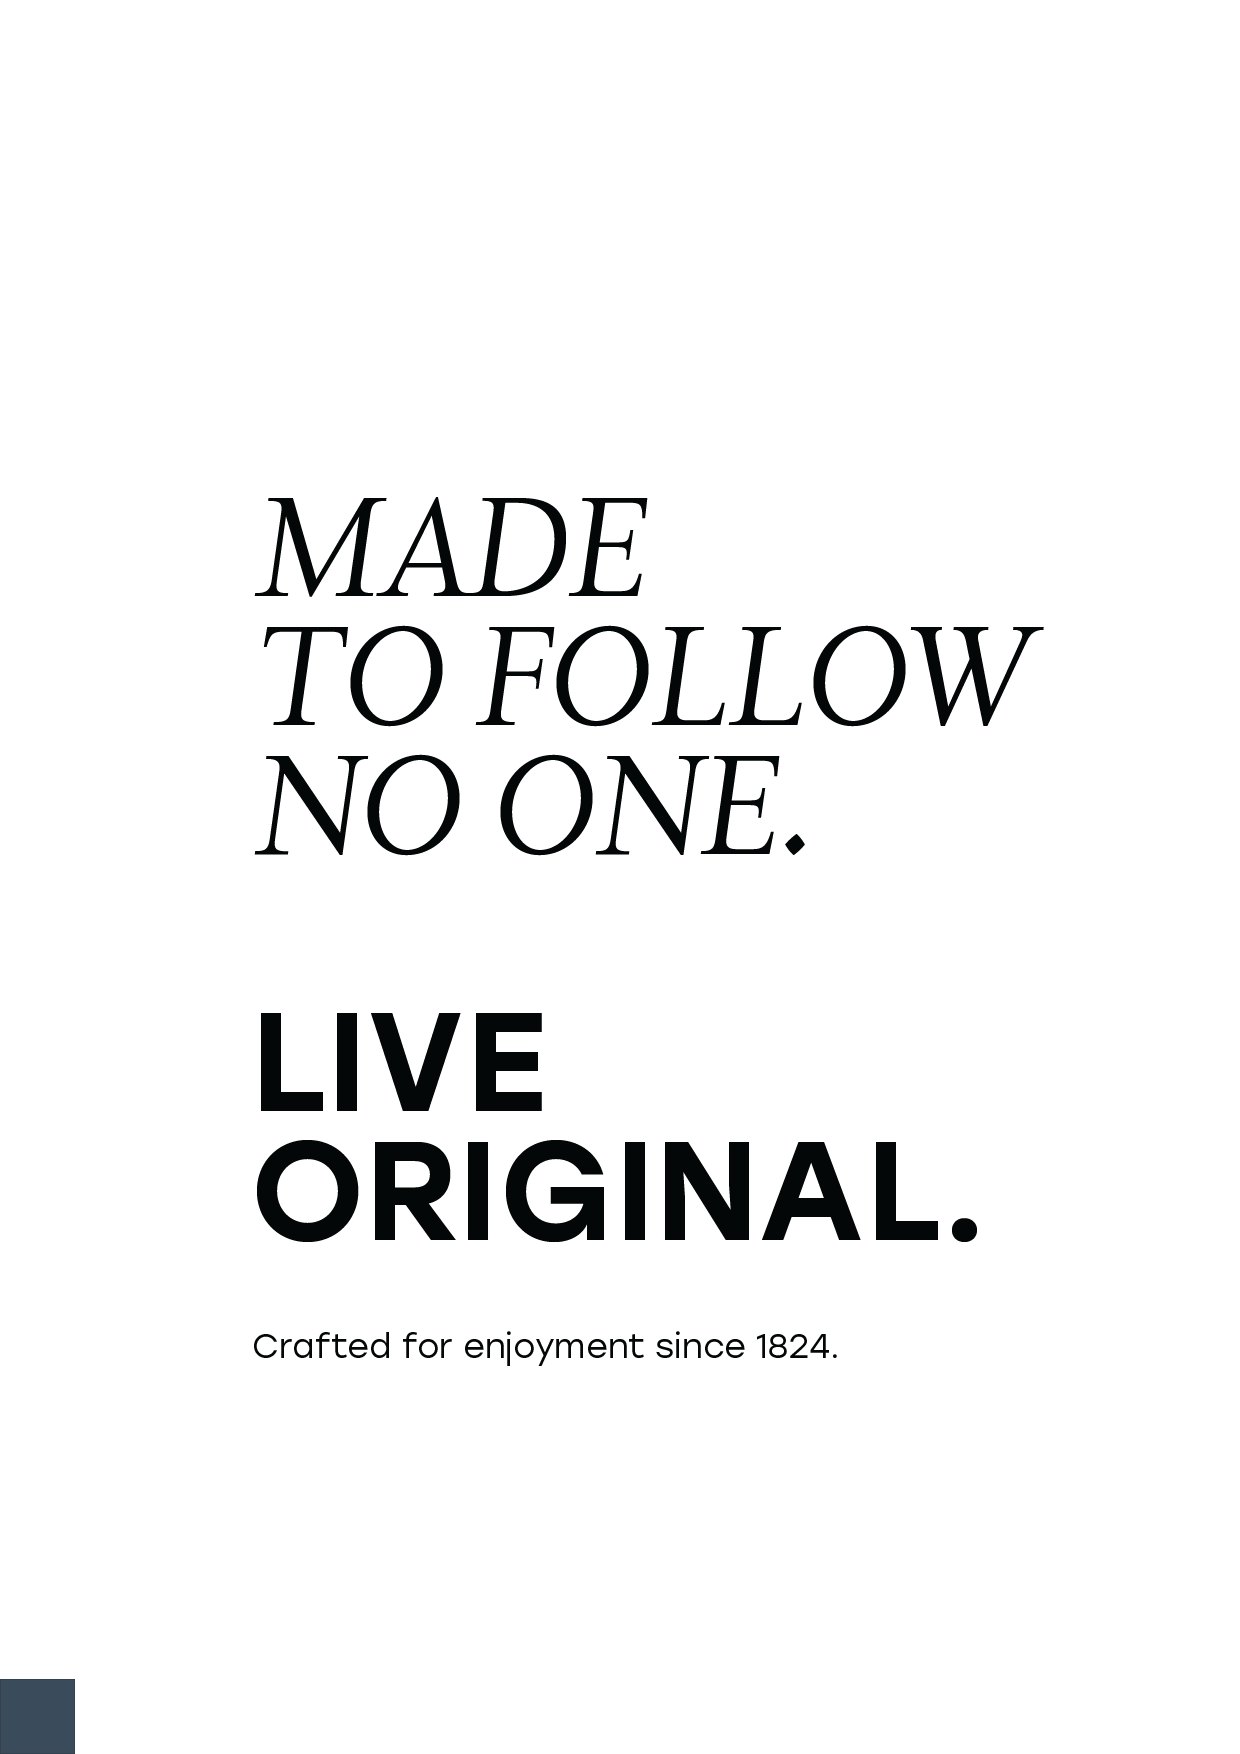 MADE
TO FOLLOW
NO ONE.
LIVE
ORIGINAL.
Crafted for enjoyment since 1824.